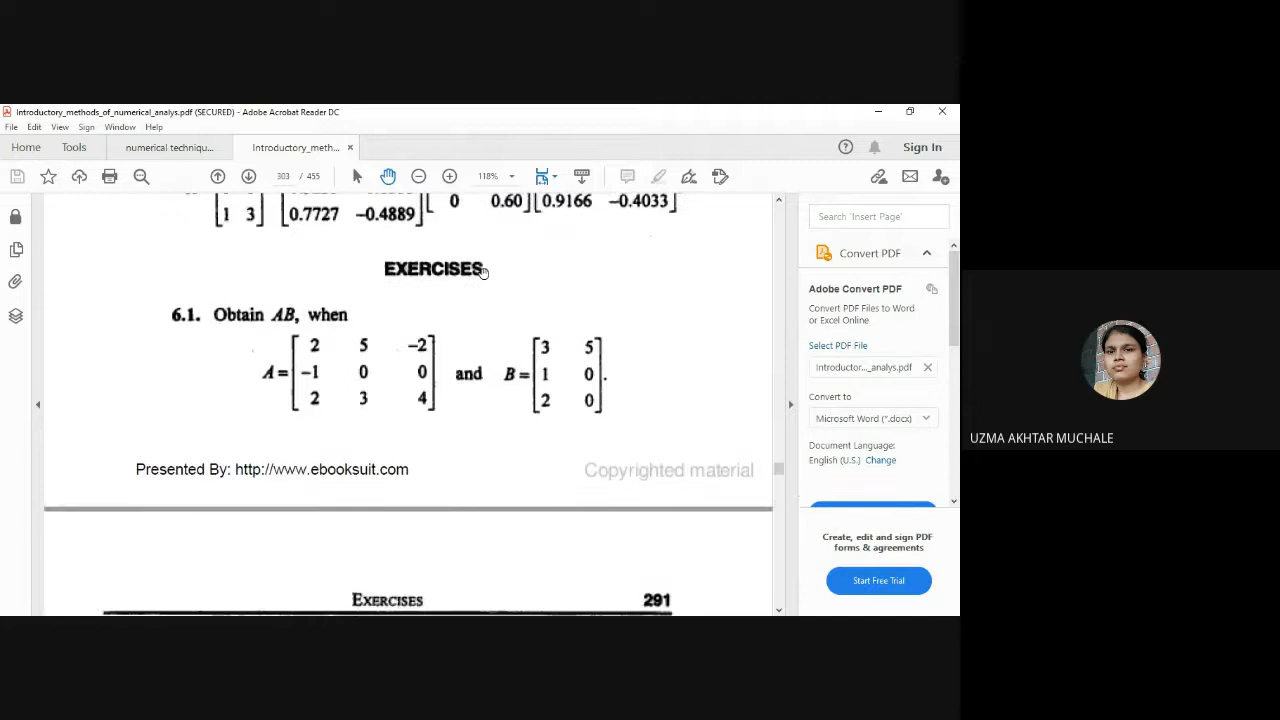 Introductory_methods_of_numerical_analys.pdf (SECURED) - Adobe Acrobat Reader DC
File Edit View Sign Window Help
Home Tools numerical techniqu... Introductory_meth... × Sign In
303 / 455 118%
1 3 0.7727 −0.4889 0 0.60 0.9166 −0.4033
EXERCISES
6.1. Obtain AB, when
2 5 −2 3 5
A = −1 0 0 and B = 1 0 .
2 3 4 2 0
Presented By: http://www.ebooksuit.com Copyrighted material
EXERCISES 291
Search 'Insert Page'
Convert PDF
Adobe Convert PDF
Convert PDF Files to Word
or Excel Online
Select PDF File
Introductor..._analys.pdf ×
Convert to
Microsoft Word (*.docx)
Document Language:
English (U.S.) Change
Create, edit and sign PDF
forms & agreements
Start Free Trial
UZMA AKHTAR MUCHALE